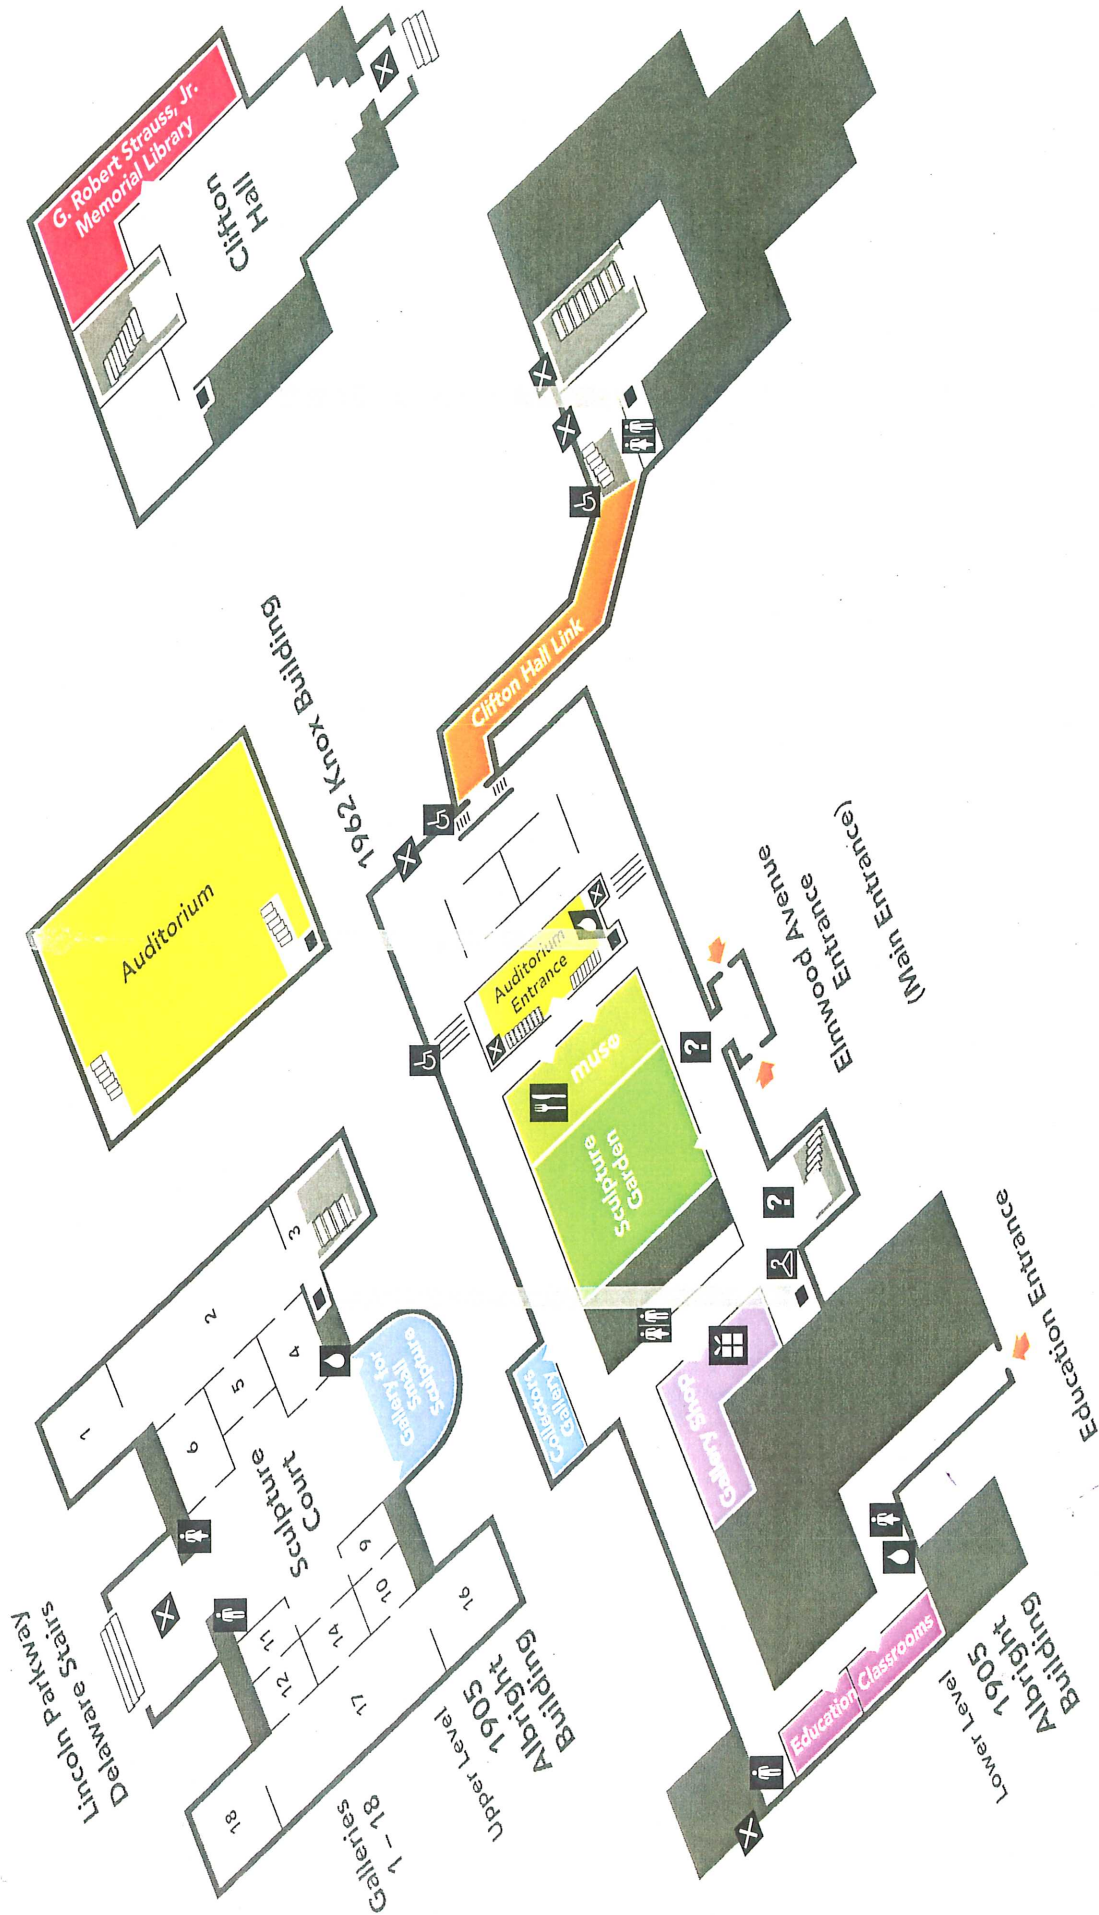 G. Robert Strauss, Jr.
Memorial Library
Clifton
Hall
Clifton Hall Link
1962 Knox Building
Auditorium
Auditorium
Entrance
muse
Sculpture
Garden
?
?
Elmwood Avenue
Entrance
(Main Entrance)
Education Entrance
Collectors
Gallery
Gallery Shop
Gallery for
Small
Sculpture
Sculpture
Court
1
2
3
4
5
6
9
10
11
12
14
16
17
18
Lincoln Parkway
Delaware Stairs
Galleries
1 – 18
Upper Level
1905
Albright
Building
Education
Classrooms
Lower Level
1905
Albright
Building